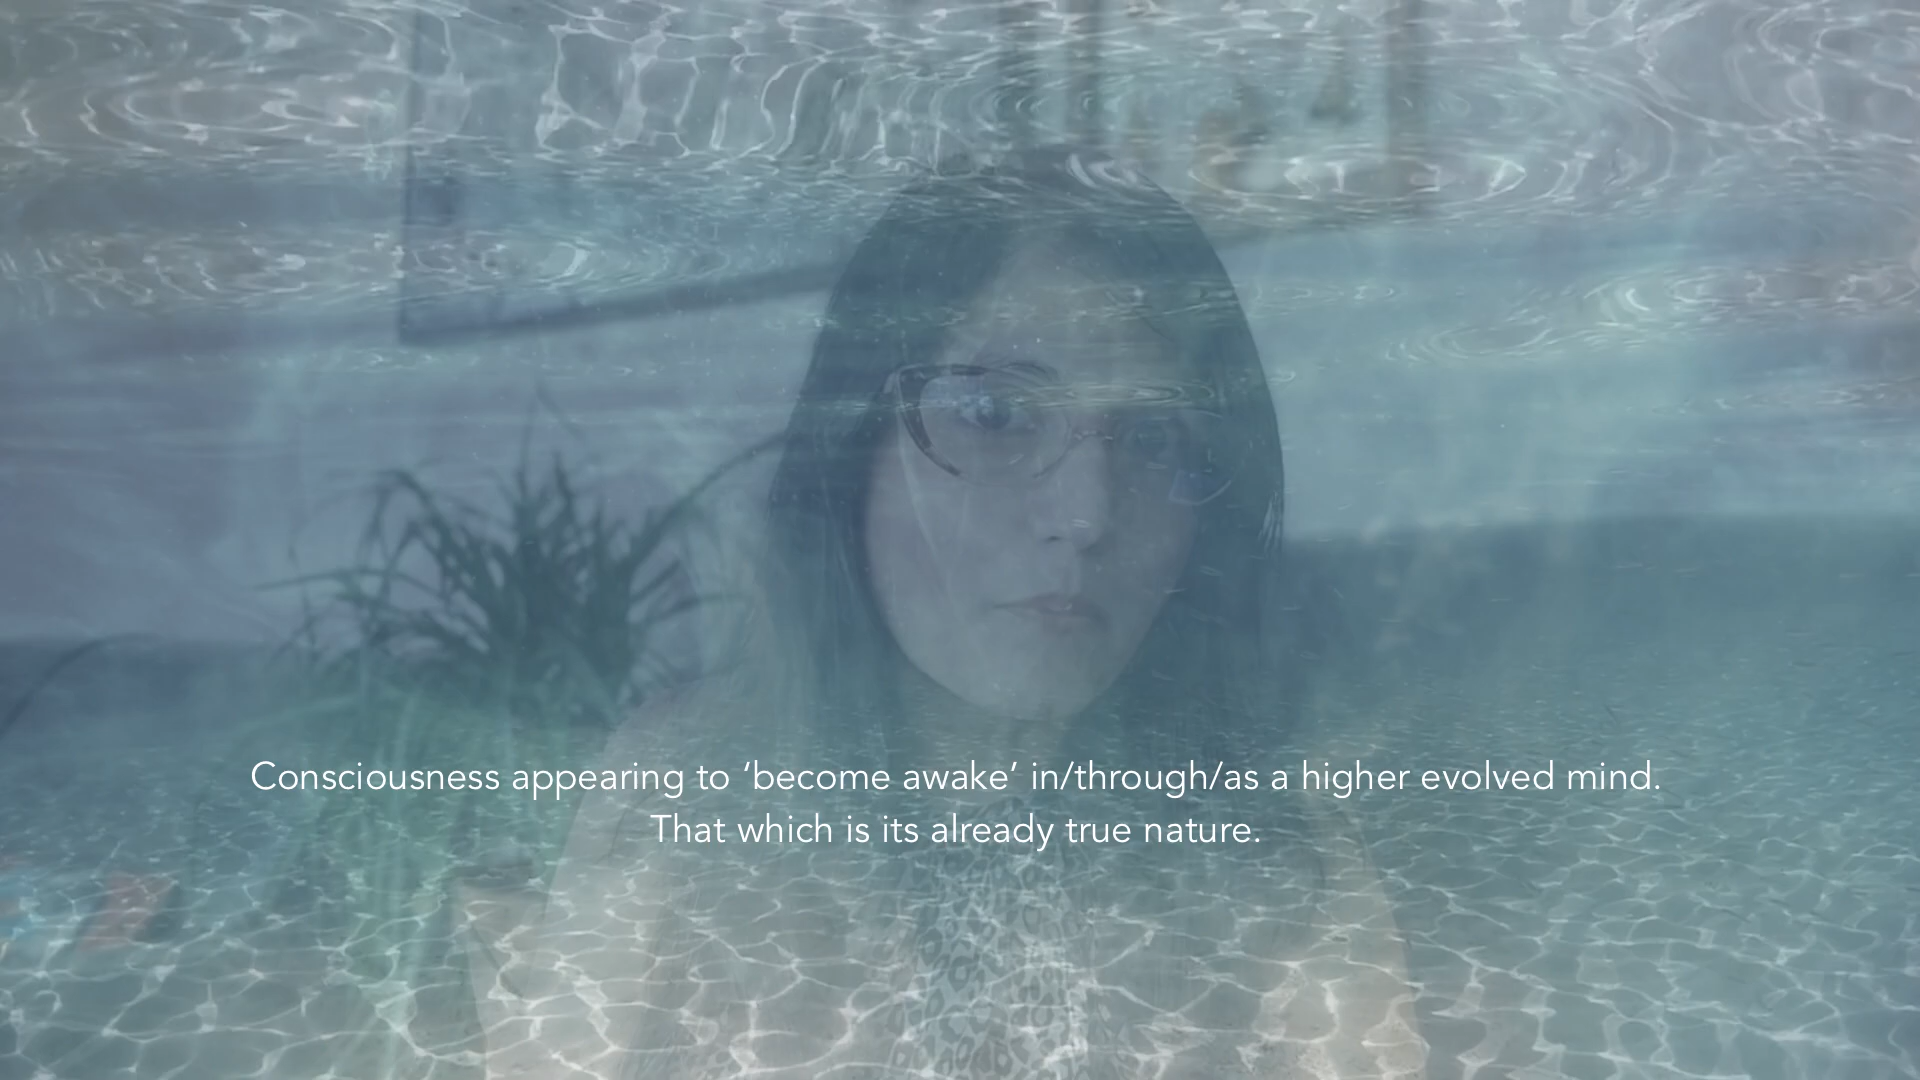 Consciousness appearing to ‘become awake’ in/through/as a higher evolved mind.
That which is its already true nature.